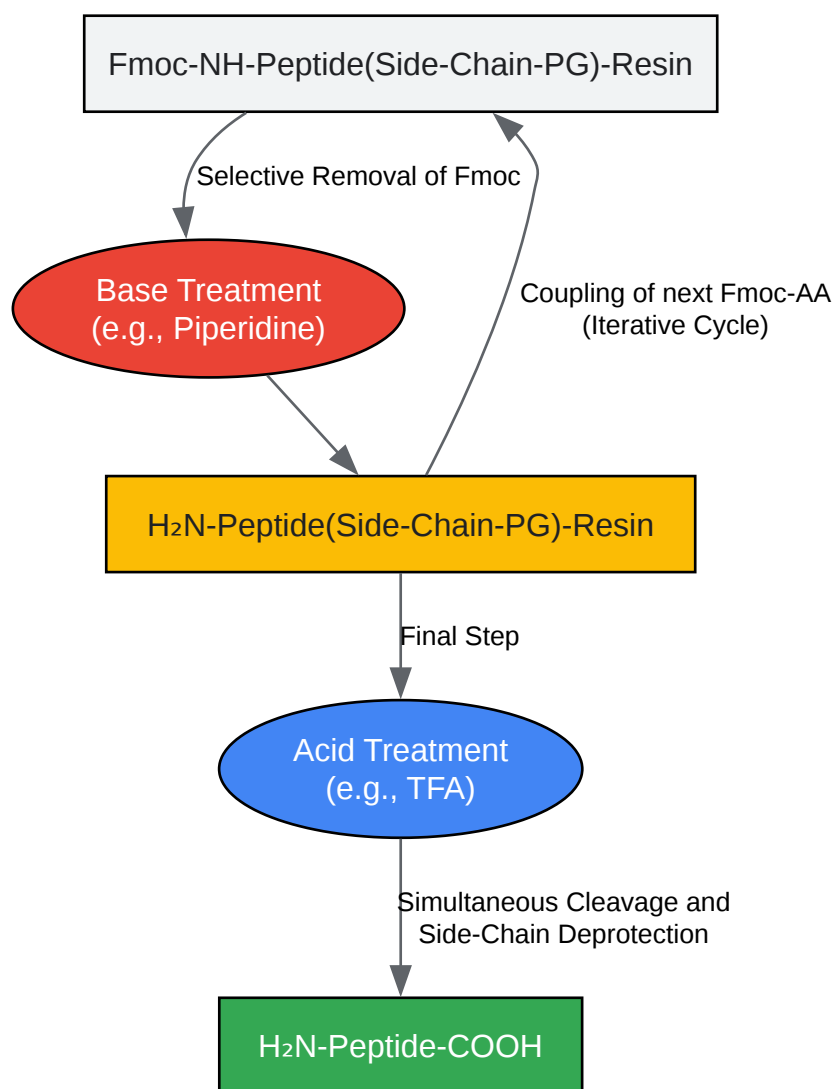 Fmoc-NH-Peptide(Side-Chain-PG)-Resin
Selective Removal of Fmoc
Base Treatment
(e.g., Piperidine)
Coupling of next Fmoc-AA
(Iterative Cycle)
H₂N-Peptide(Side-Chain-PG)-Resin
Final Step
Acid Treatment
(e.g., TFA)
Simultaneous Cleavage and
Side-Chain Deprotection
H₂N-Peptide-COOH